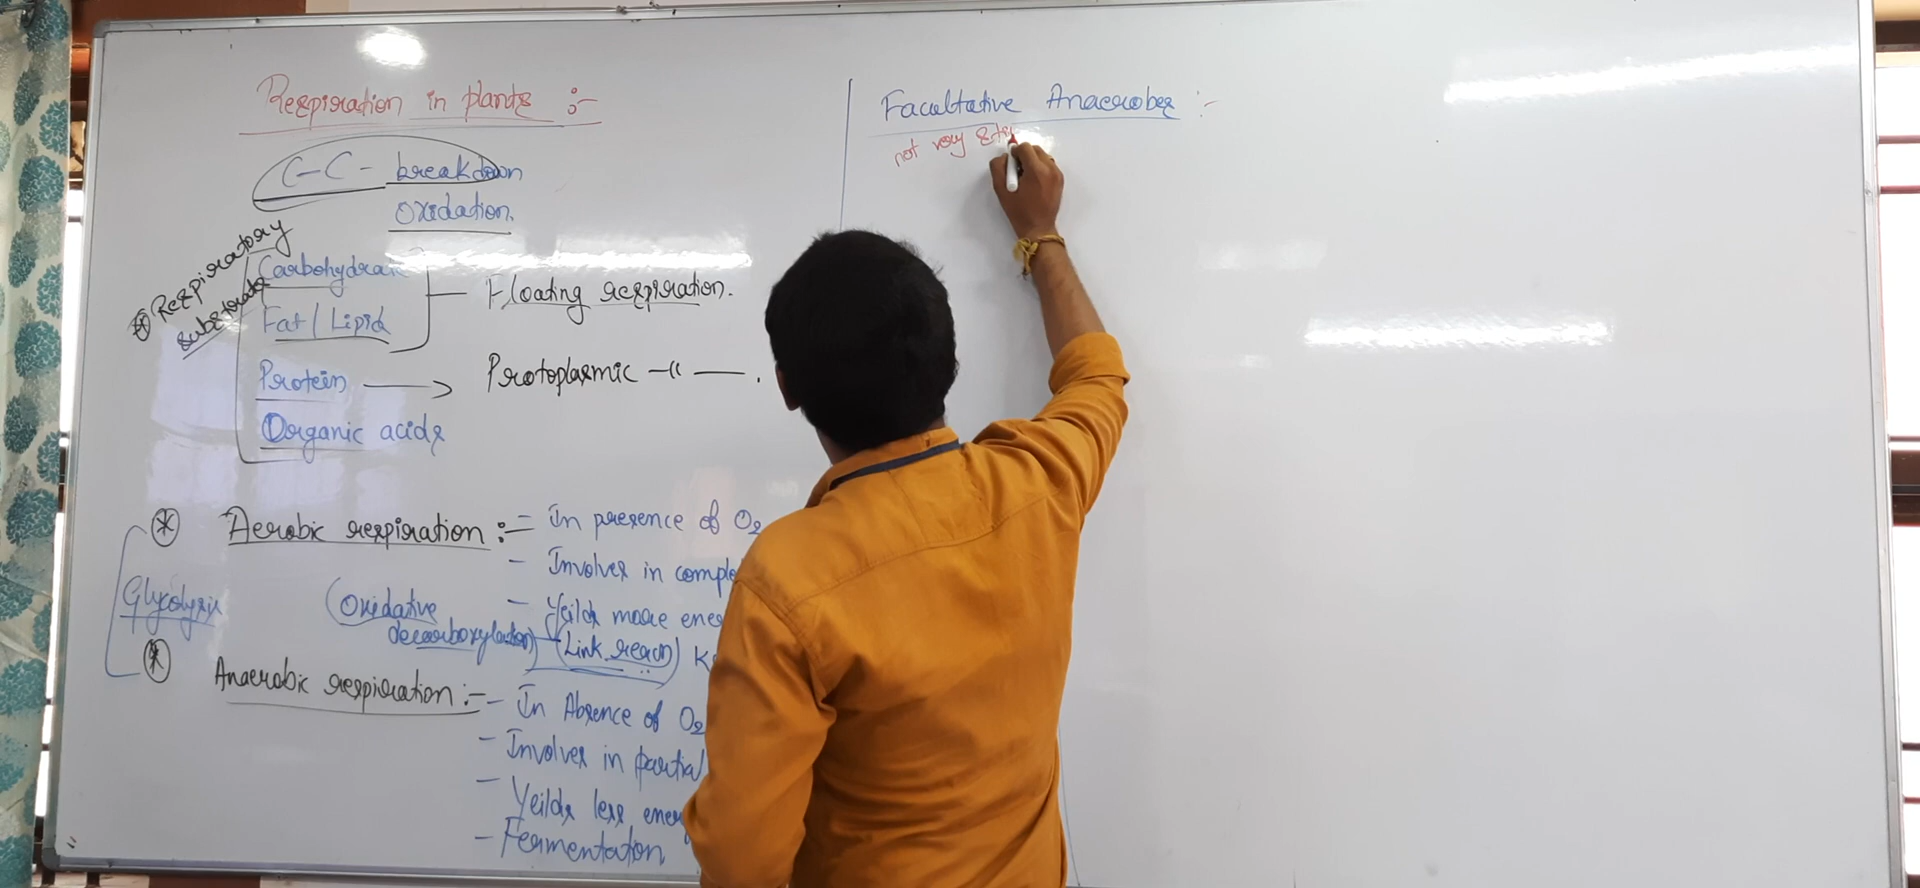 Respiration in plants :-
C-C- breakdown
Oxidation.
* Respiratory
substrate
Carbohydra
Fat / Lipid
Floating respiration.
Protein → Protoplasmic -〃- .
Organic acids
* Aerobic respiration :-
- In presence of O2
- Involves in comple
- Yeilds more ener
Glycolysis
(Oxidative
decarboxylation) (Link reacn)
* Anaerobic respiration :-
- In Absence of O2
- Involves in partial
- Yeilds less ener
- Fermentation
Facultative Anaerobes :-
not very